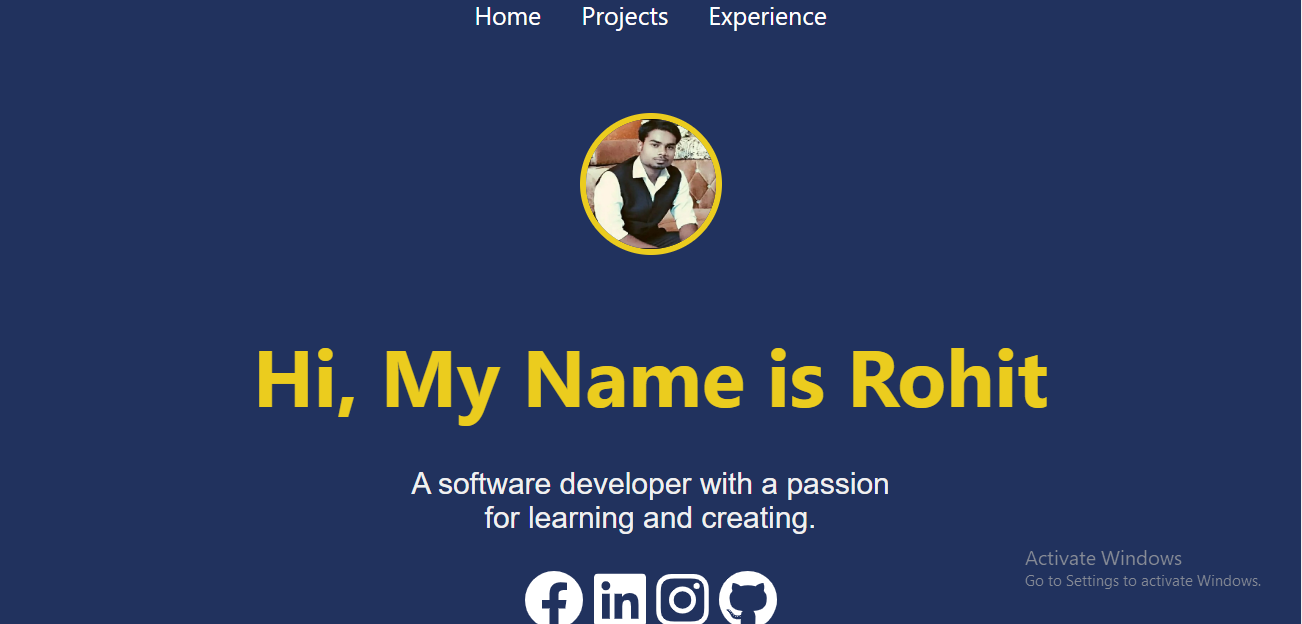 Home Projects Experience
Hi, My Name is Rohit
A software developer with a passion
for learning and creating.
in
Activate Windows
Go to Settings to activate Windows.